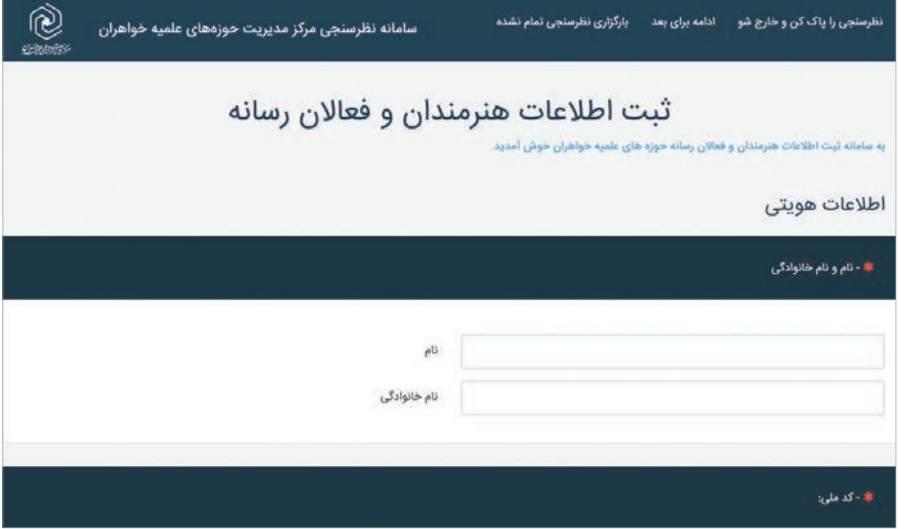 نظرسنجی را پاک کن و خارج شو
ادامه برای بعد
بارگزاری نظرسنجی تمام نشده
سامانه نظرسنجی مرکز مدیریت حوزه‌های علمیه خواهران
ثبت اطلاعات هنرمندان و فعالان رسانه
به سامانه ثبت اطلاعات هنرمندان و فعالان رسانه حوزه های علمیه خواهران خوش آمدید.
اطلاعات هویتی
* - نام و نام خانوادگی
نام
نام خانوادگی
* - کد ملی: